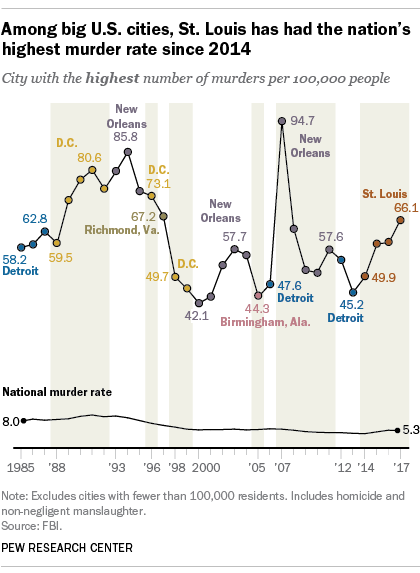 Among big U.S. cities, St. Louis has had the nation's
highest murder rate since 2014
City with the highest number of murders per 100,000 people
New
Orleans
85.8
94.7
D.C.
80.6
New
Orleans
D.C.
73.1
St. Louis
66.1
62.8
67.2
Richmond, Va.
New
Orleans
57.7
57.6
58.2
Detroit
59.5
D.C.
49.7
49.9
47.6
Detroit
44.3
45.2
42.1
Birmingham, Ala.
Detroit
National murder rate
8.0
5.3
1985 '88 '93 '96 '98 2000 '05 '07 '12 '14 '17
Note: Excludes cities with fewer than 100,000 residents. Includes homicide and
non-negligent manslaughter.
Source: FBI.
PEW RESEARCH CENTER